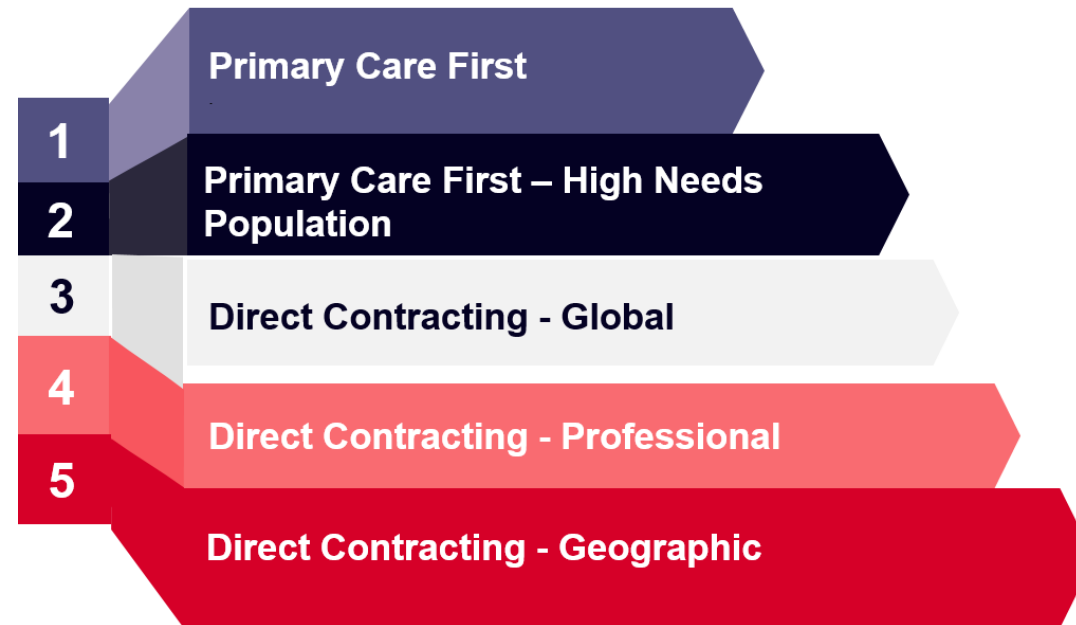 1
Primary Care First
2
Primary Care First – High Needs
Population
3
Direct Contracting - Global
4
Direct Contracting - Professional
5
Direct Contracting - Geographic